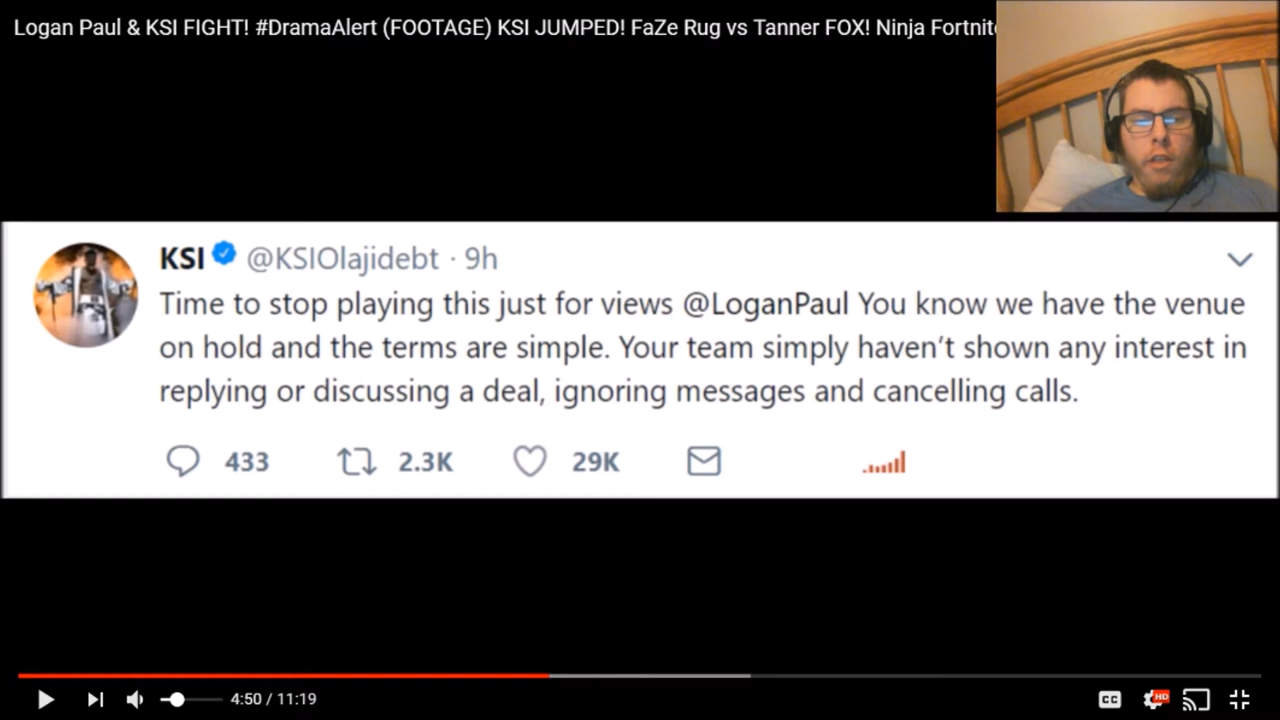 Logan Paul & KSI FIGHT! #DramaAlert (FOOTAGE) KSI JUMPED! FaZe Rug vs Tanner FOX! Ninja Fortnite
KSI @KSIOlajidebt · 9h
Time to stop playing this just for views @LoganPaul You know we have the venue
on hold and the terms are simple. Your team simply haven't shown any interest in
replying or discussing a deal, ignoring messages and cancelling calls.
433 2.3K 29K
4:50 / 11:19 CC HD